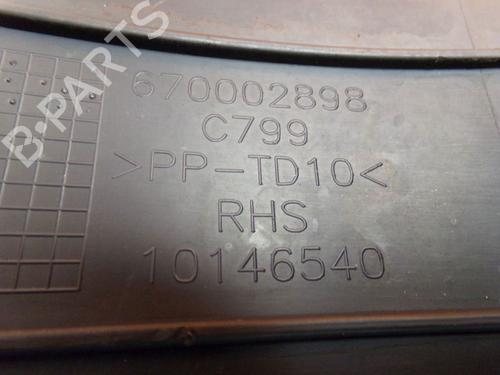 670002898
C799
>PP-TD10<
RHS
10146540
B-PARTS